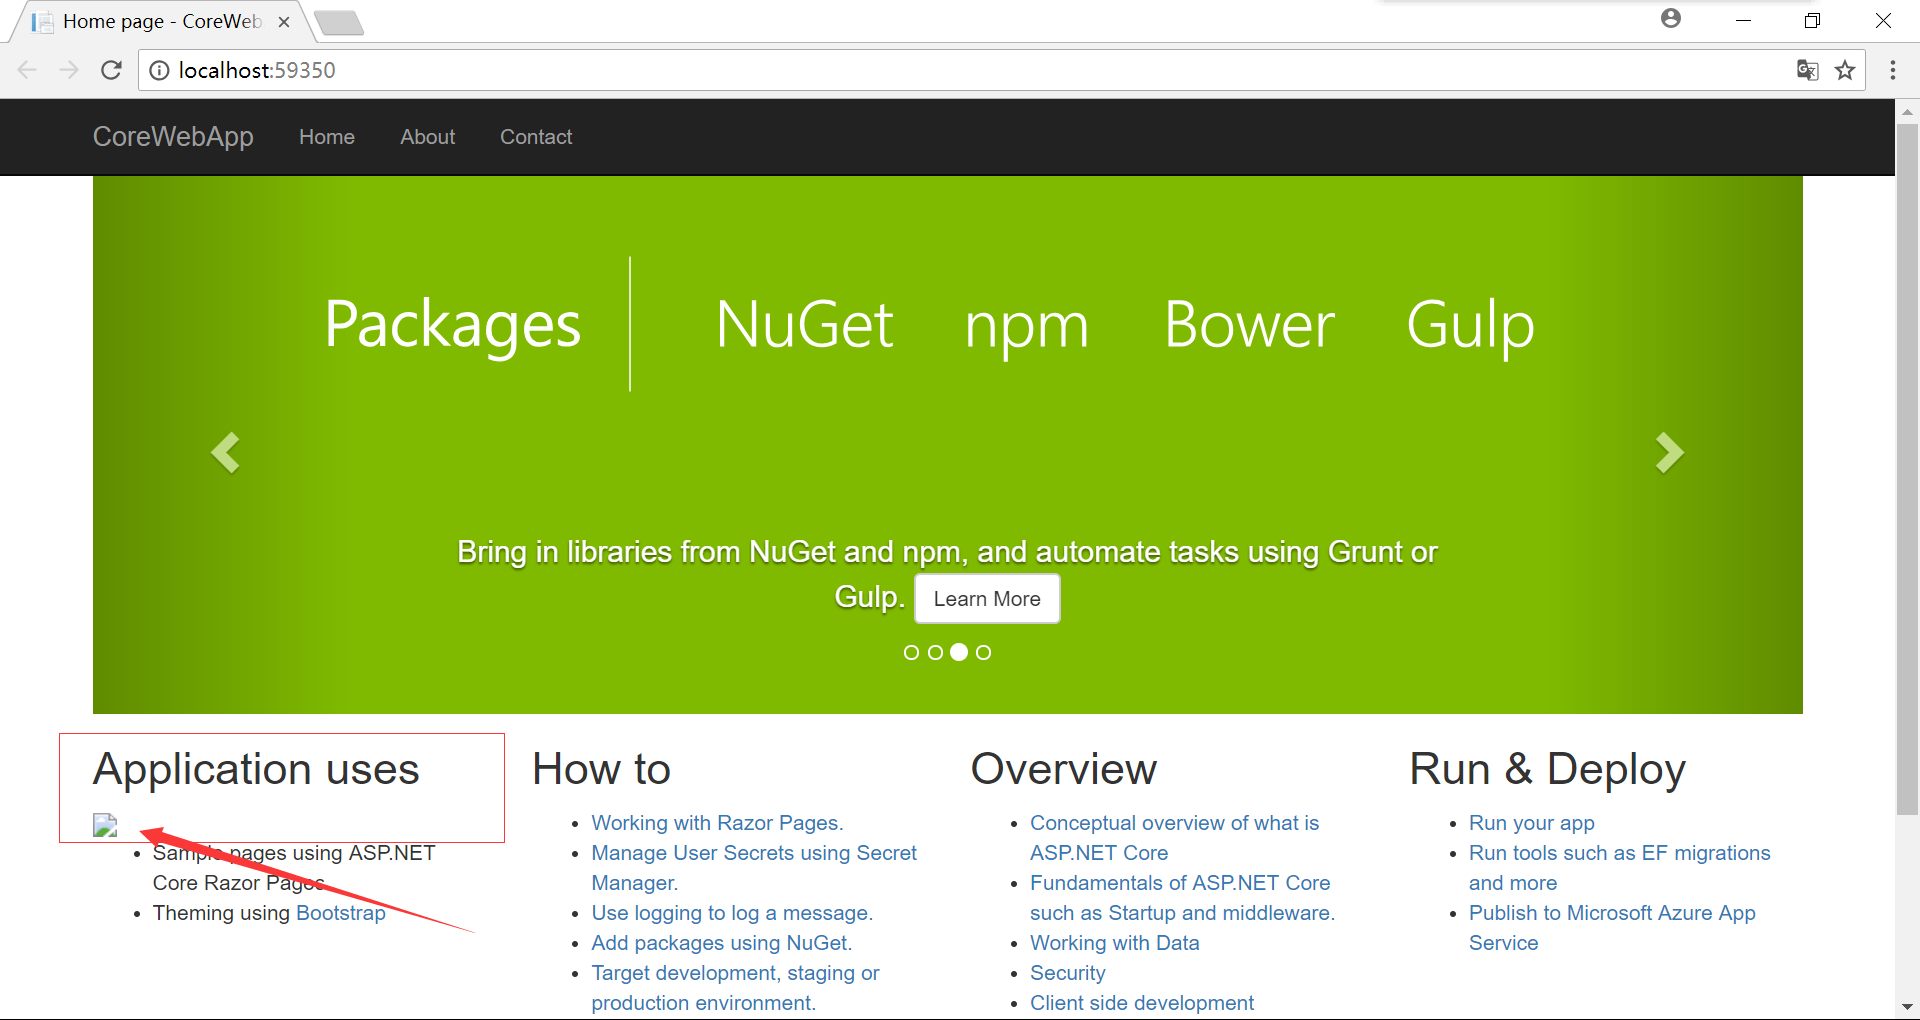 Home page - CoreWeb
localhost:59350
CoreWebApp Home About Contact
Packages NuGet npm Bower Gulp
Bring in libraries from NuGet and npm, and automate tasks using Grunt or
Gulp. Learn More
Application uses
Sample pages using ASP.NET
Core Razor Pages
Theming using Bootstrap
How to
Working with Razor Pages.
Manage User Secrets using Secret
Manager.
Use logging to log a message.
Add packages using NuGet.
Target development, staging or
production environment.
Overview
Conceptual overview of what is
ASP.NET Core
Fundamentals of ASP.NET Core
such as Startup and middleware.
Working with Data
Security
Client side development
Run & Deploy
Run your app
Run tools such as EF migrations
and more
Publish to Microsoft Azure App
Service